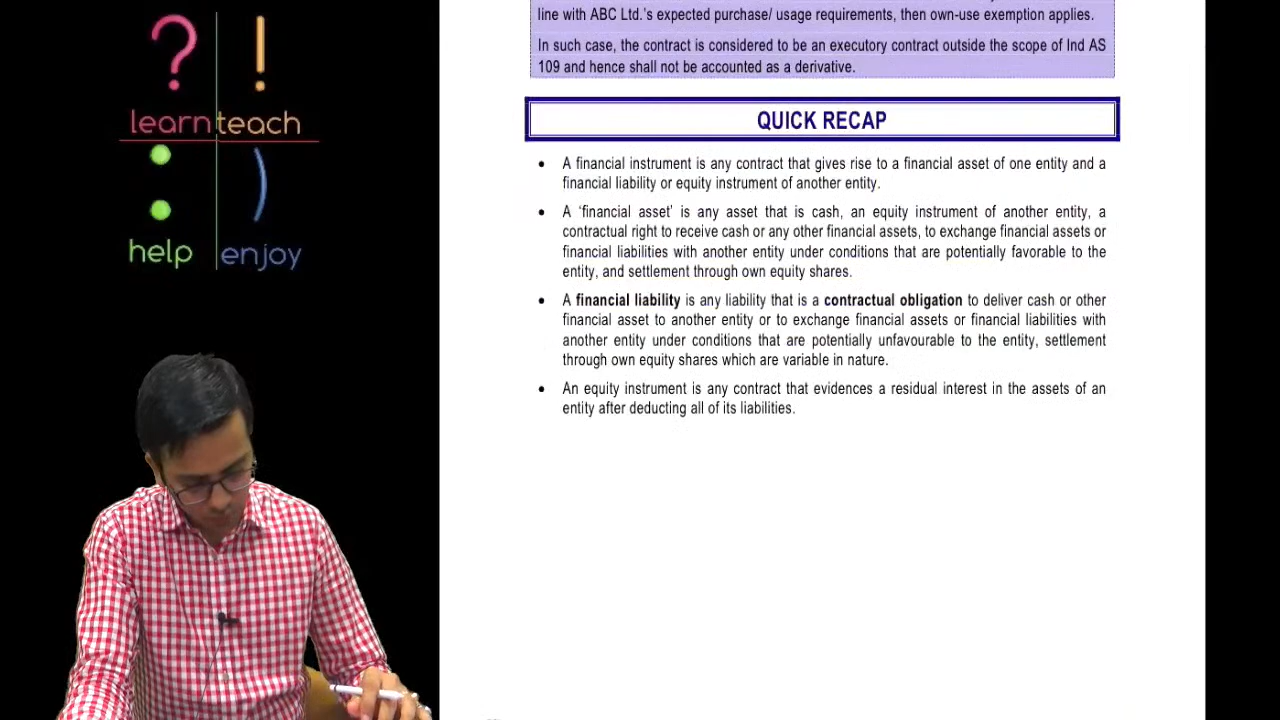 ?
!
learn
teach
:
)
help
enjoy
line with ABC Ltd.'s expected purchase/ usage requirements, then own-use exemption applies.
In such case, the contract is considered to be an executory contract outside the scope of Ind AS
109 and hence shall not be accounted as a derivative.
QUICK RECAP
• A financial instrument is any contract that gives rise to a financial asset of one entity and a
financial liability or equity instrument of another entity.
• A ‘financial asset’ is any asset that is cash, an equity instrument of another entity, a
contractual right to receive cash or any other financial assets, to exchange financial assets or
financial liabilities with another entity under conditions that are potentially favorable to the
entity, and settlement through own equity shares.
• A financial liability is any liability that is a contractual obligation to deliver cash or other
financial asset to another entity or to exchange financial assets or financial liabilities with
another entity under conditions that are potentially unfavourable to the entity, settlement
through own equity shares which are variable in nature.
• An equity instrument is any contract that evidences a residual interest in the assets of an
entity after deducting all of its liabilities.